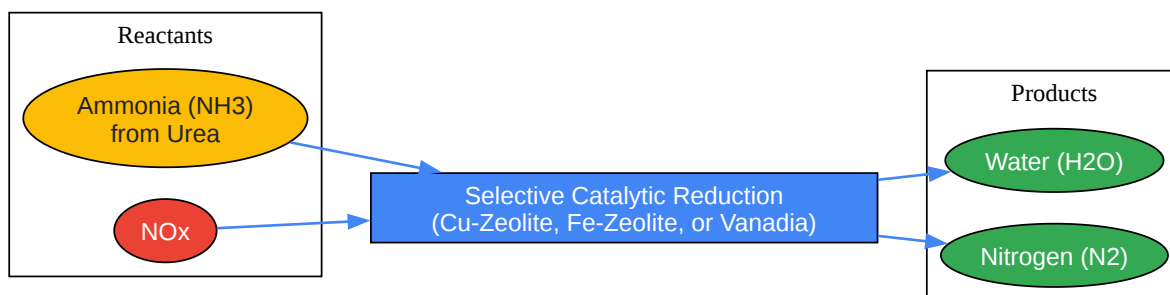 Reactants
Ammonia (NH3)
from Urea
NOx
Selective Catalytic Reduction
(Cu-Zeolite, Fe-Zeolite, or Vanadia)
Products
Water (H2O)
Nitrogen (N2)